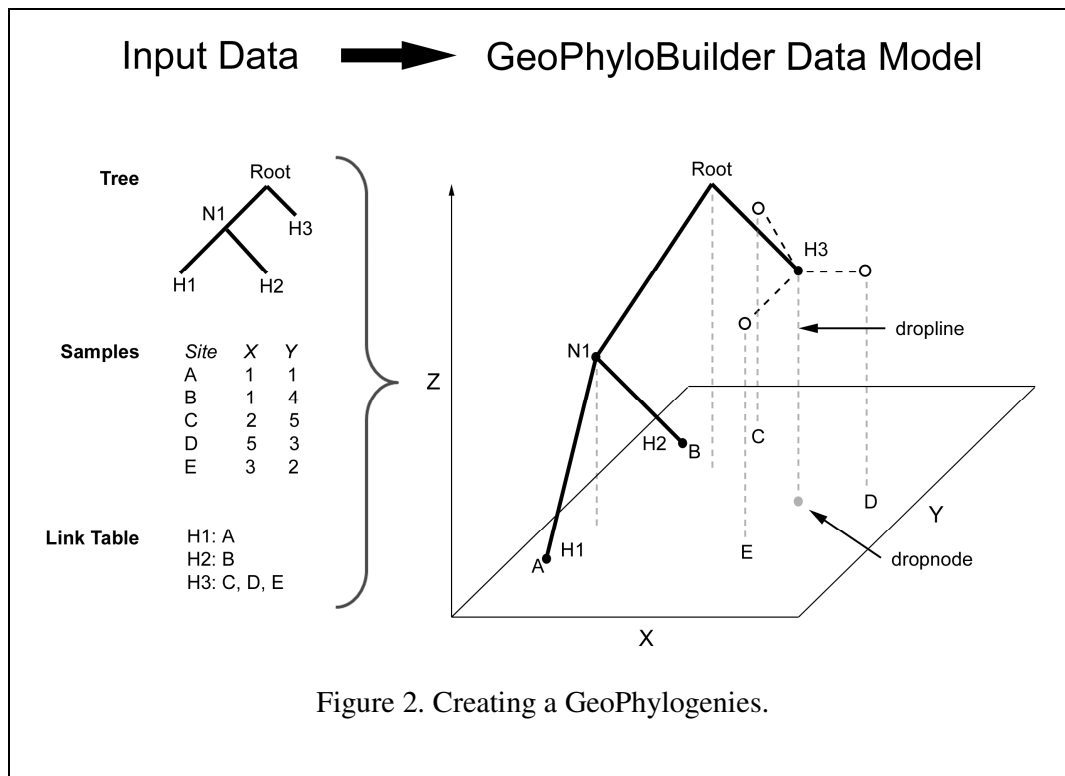 Input Data GeoPhyloBuilder Data Model
Tree
Root
N1
H3
H1
H2
Samples
Site X Y
A 1 1
B 1 4
C 2 5
D 5 3
E 3 2
Link Table
H1: A
H2: B
H3: C, D, E
Root
H3
dropline
N1
Z
C
H2
B
D
Y
E
H1
A
dropnode
X
Figure 2. Creating a GeoPhylogenies.